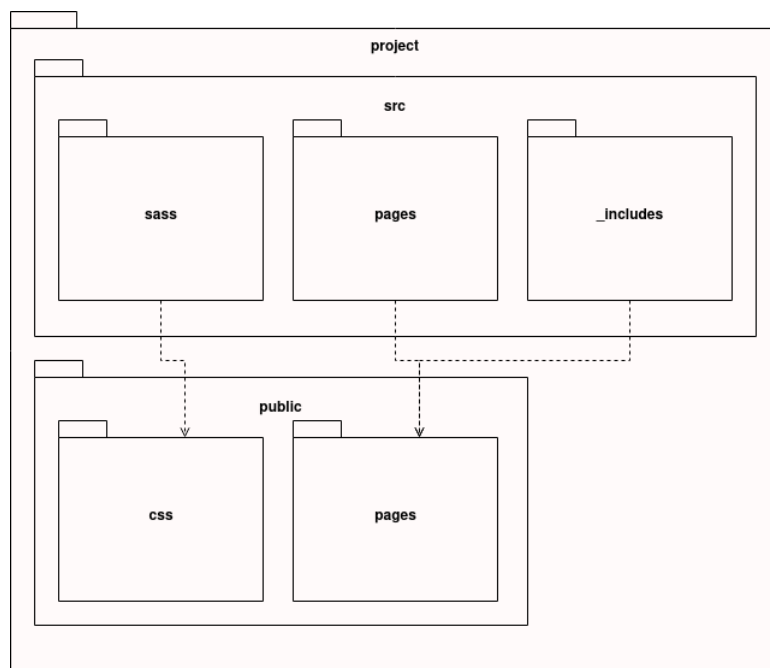 project
src
sass
pages
_includes
public
css
pages